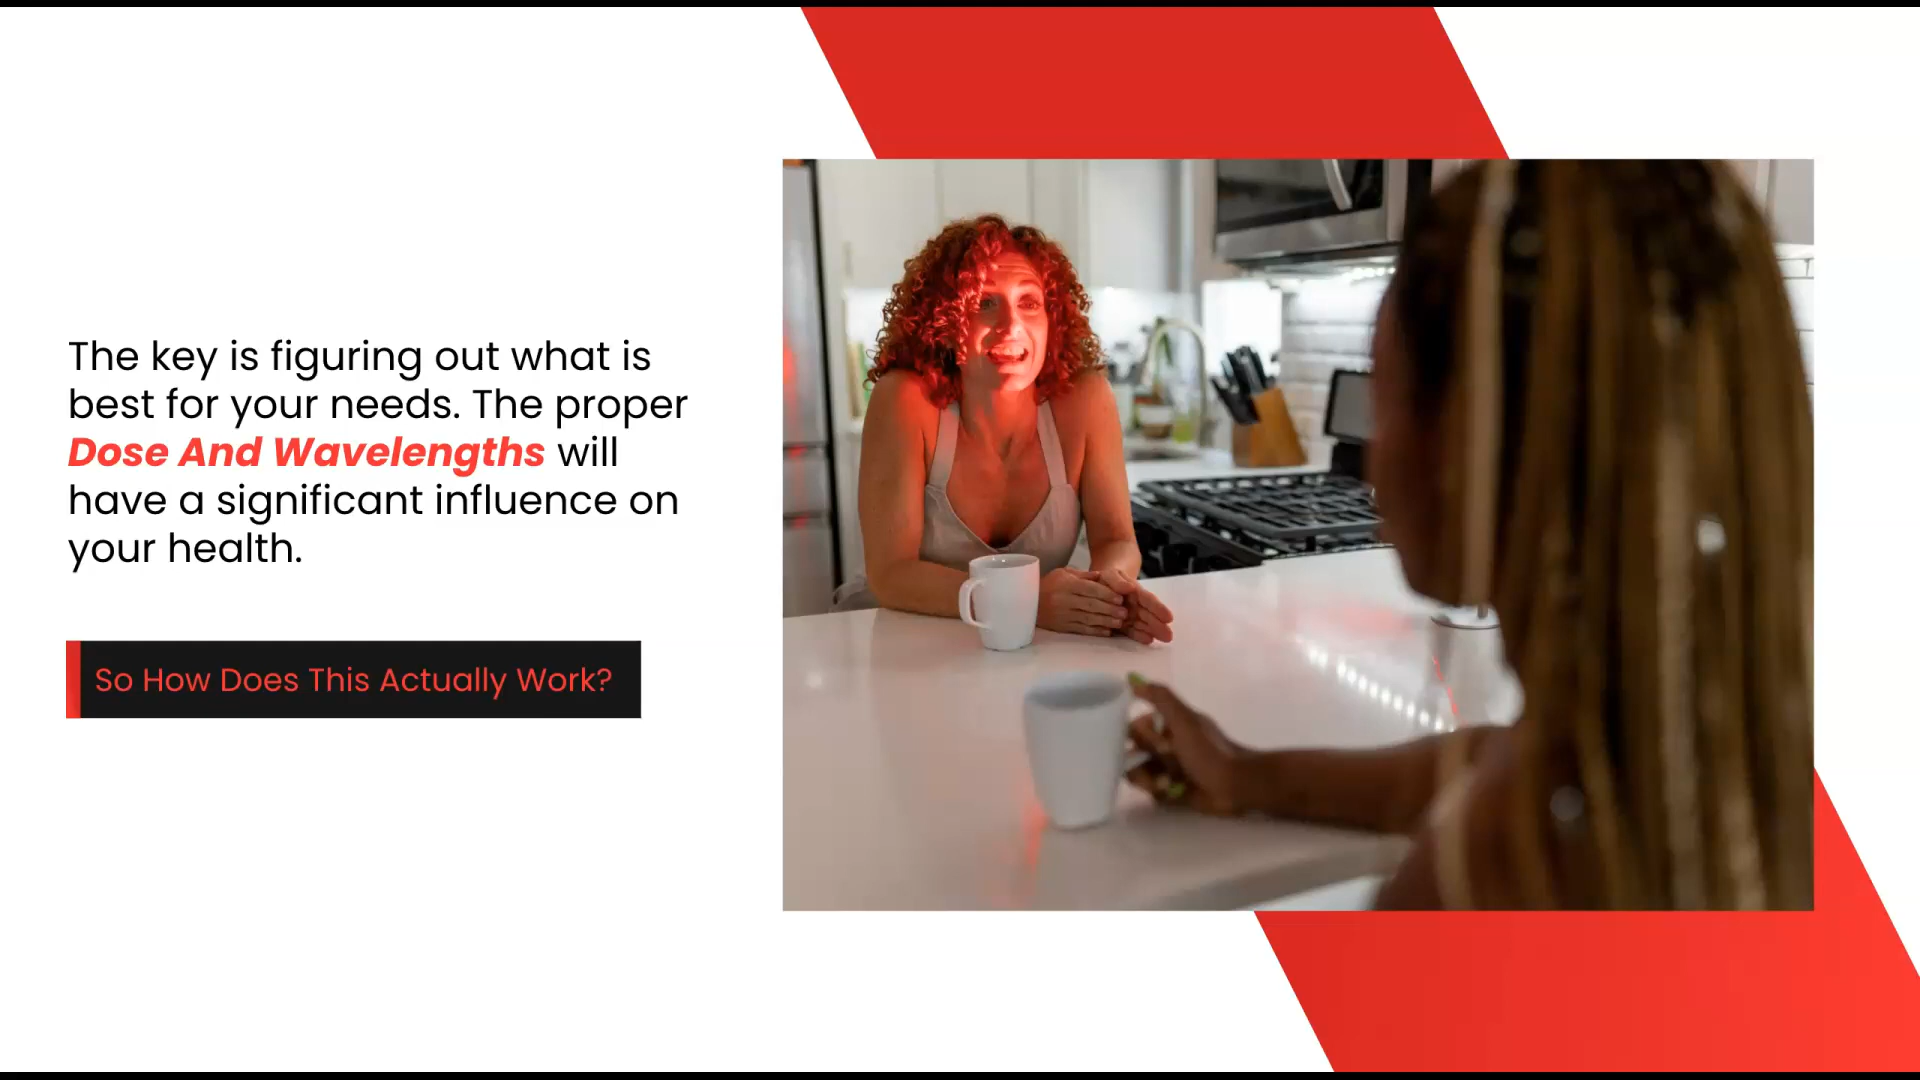 The key is figuring out what is
best for your needs. The proper
Dose And Wavelengths will
have a significant influence on
your health.
So How Does This Actually Work?